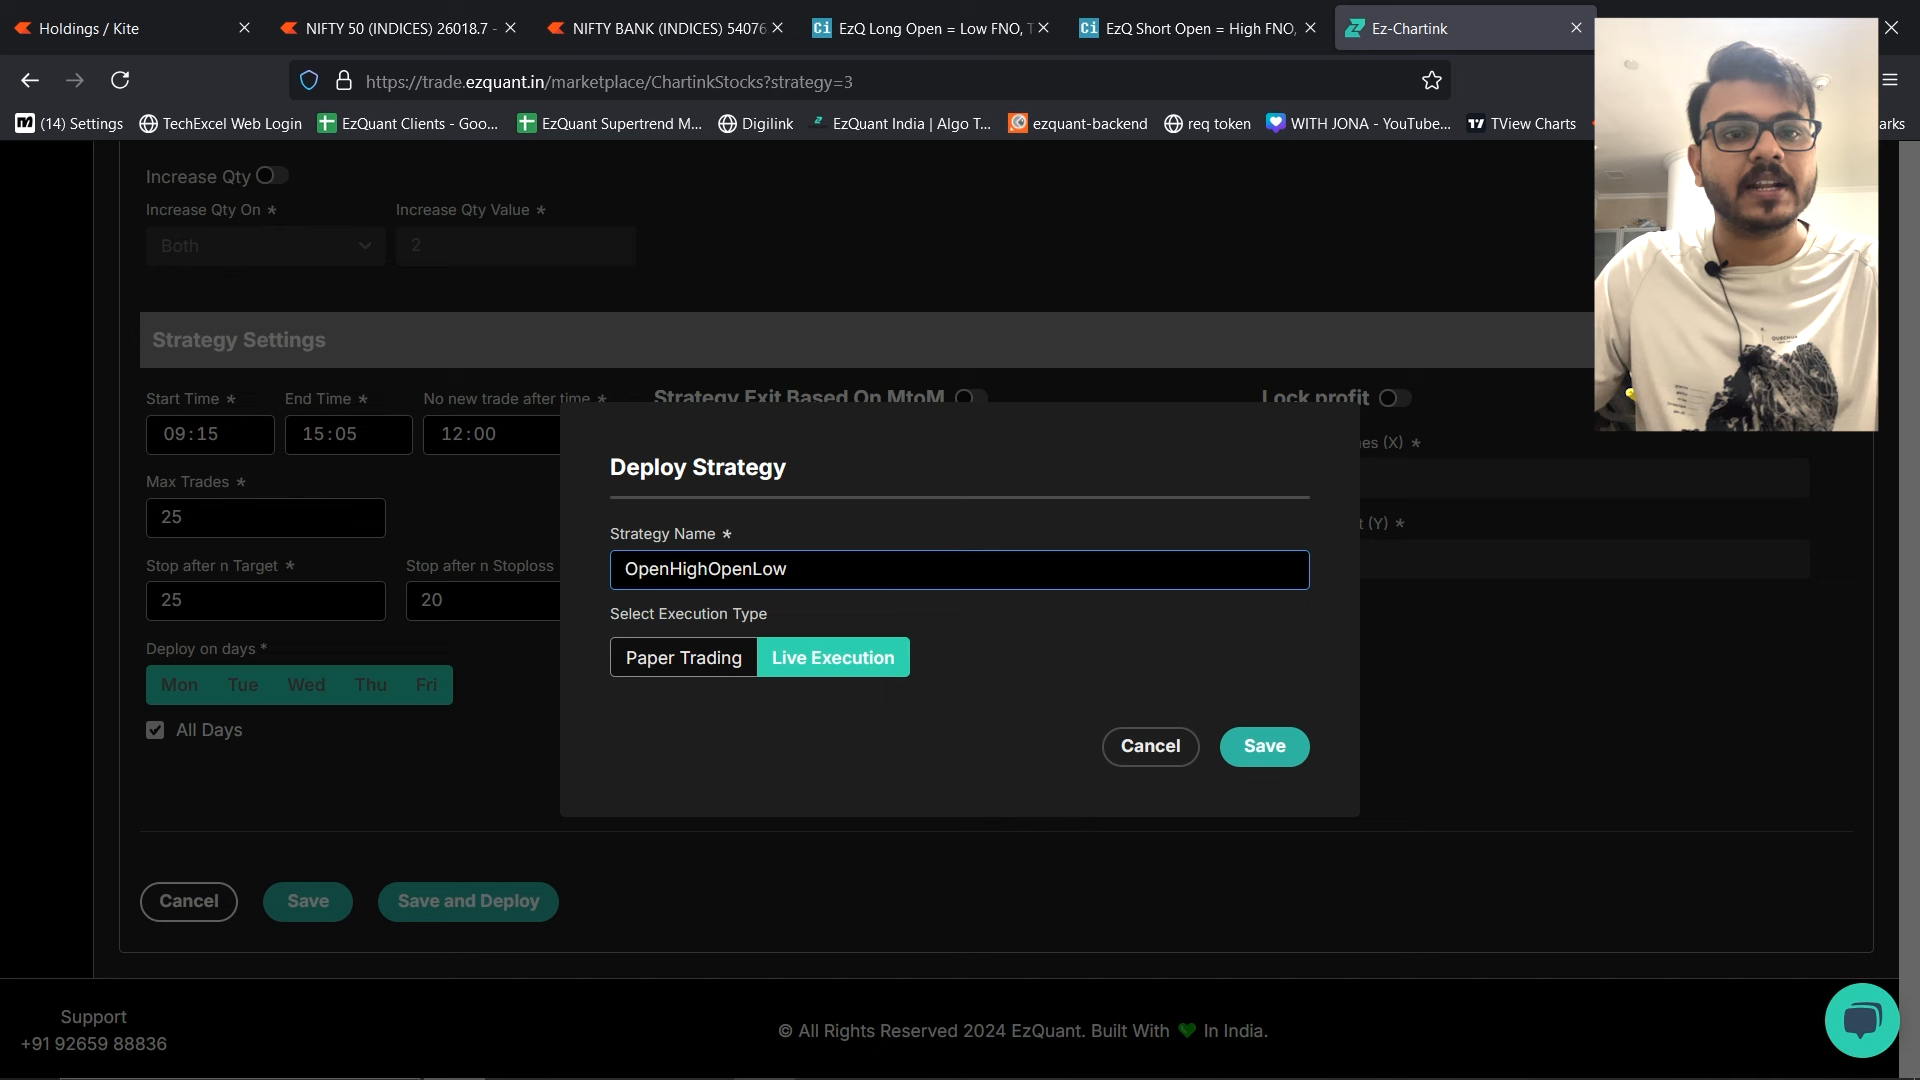 Holdings / Kite
NIFTY 50 (INDICES) 26018.7 -
NIFTY BANK (INDICES) 54076
Ci EzQ Long Open = Low FNO, T
Ci EzQ Short Open = High FNO,
Ez-Chartink
https://trade.ezquant.in/marketplace/ChartinkStocks?strategy=3
(14) Settings
TechExcel Web Login
EzQuant Clients - Goo...
EzQuant Supertrend M...
Digilink
EzQuant India | Algo T...
ezquant-backend
req token
WITH JONA - YouTube...
TView Charts
arks
Increase Qty
Increase Qty On *
Increase Qty Value *
Both
2
Strategy Settings
Start Time *
End Time *
No new trade after time *
Strategy Exit Based On MtoM
Lock profit
09:15
15:05
12:00
es (X) *
Max Trades *
25
t (Y) *
Stop after n Target *
Stop after n Stoploss
25
20
Deploy on days *
Mon Tue Wed Thu Fri
All Days
Deploy Strategy
Strategy Name *
OpenHighOpenLow
Select Execution Type
Paper Trading
Live Execution
Cancel
Save
Cancel
Save
Save and Deploy
Support
+91 92659 88836
© All Rights Reserved 2024 EzQuant. Built With 💚 In India.